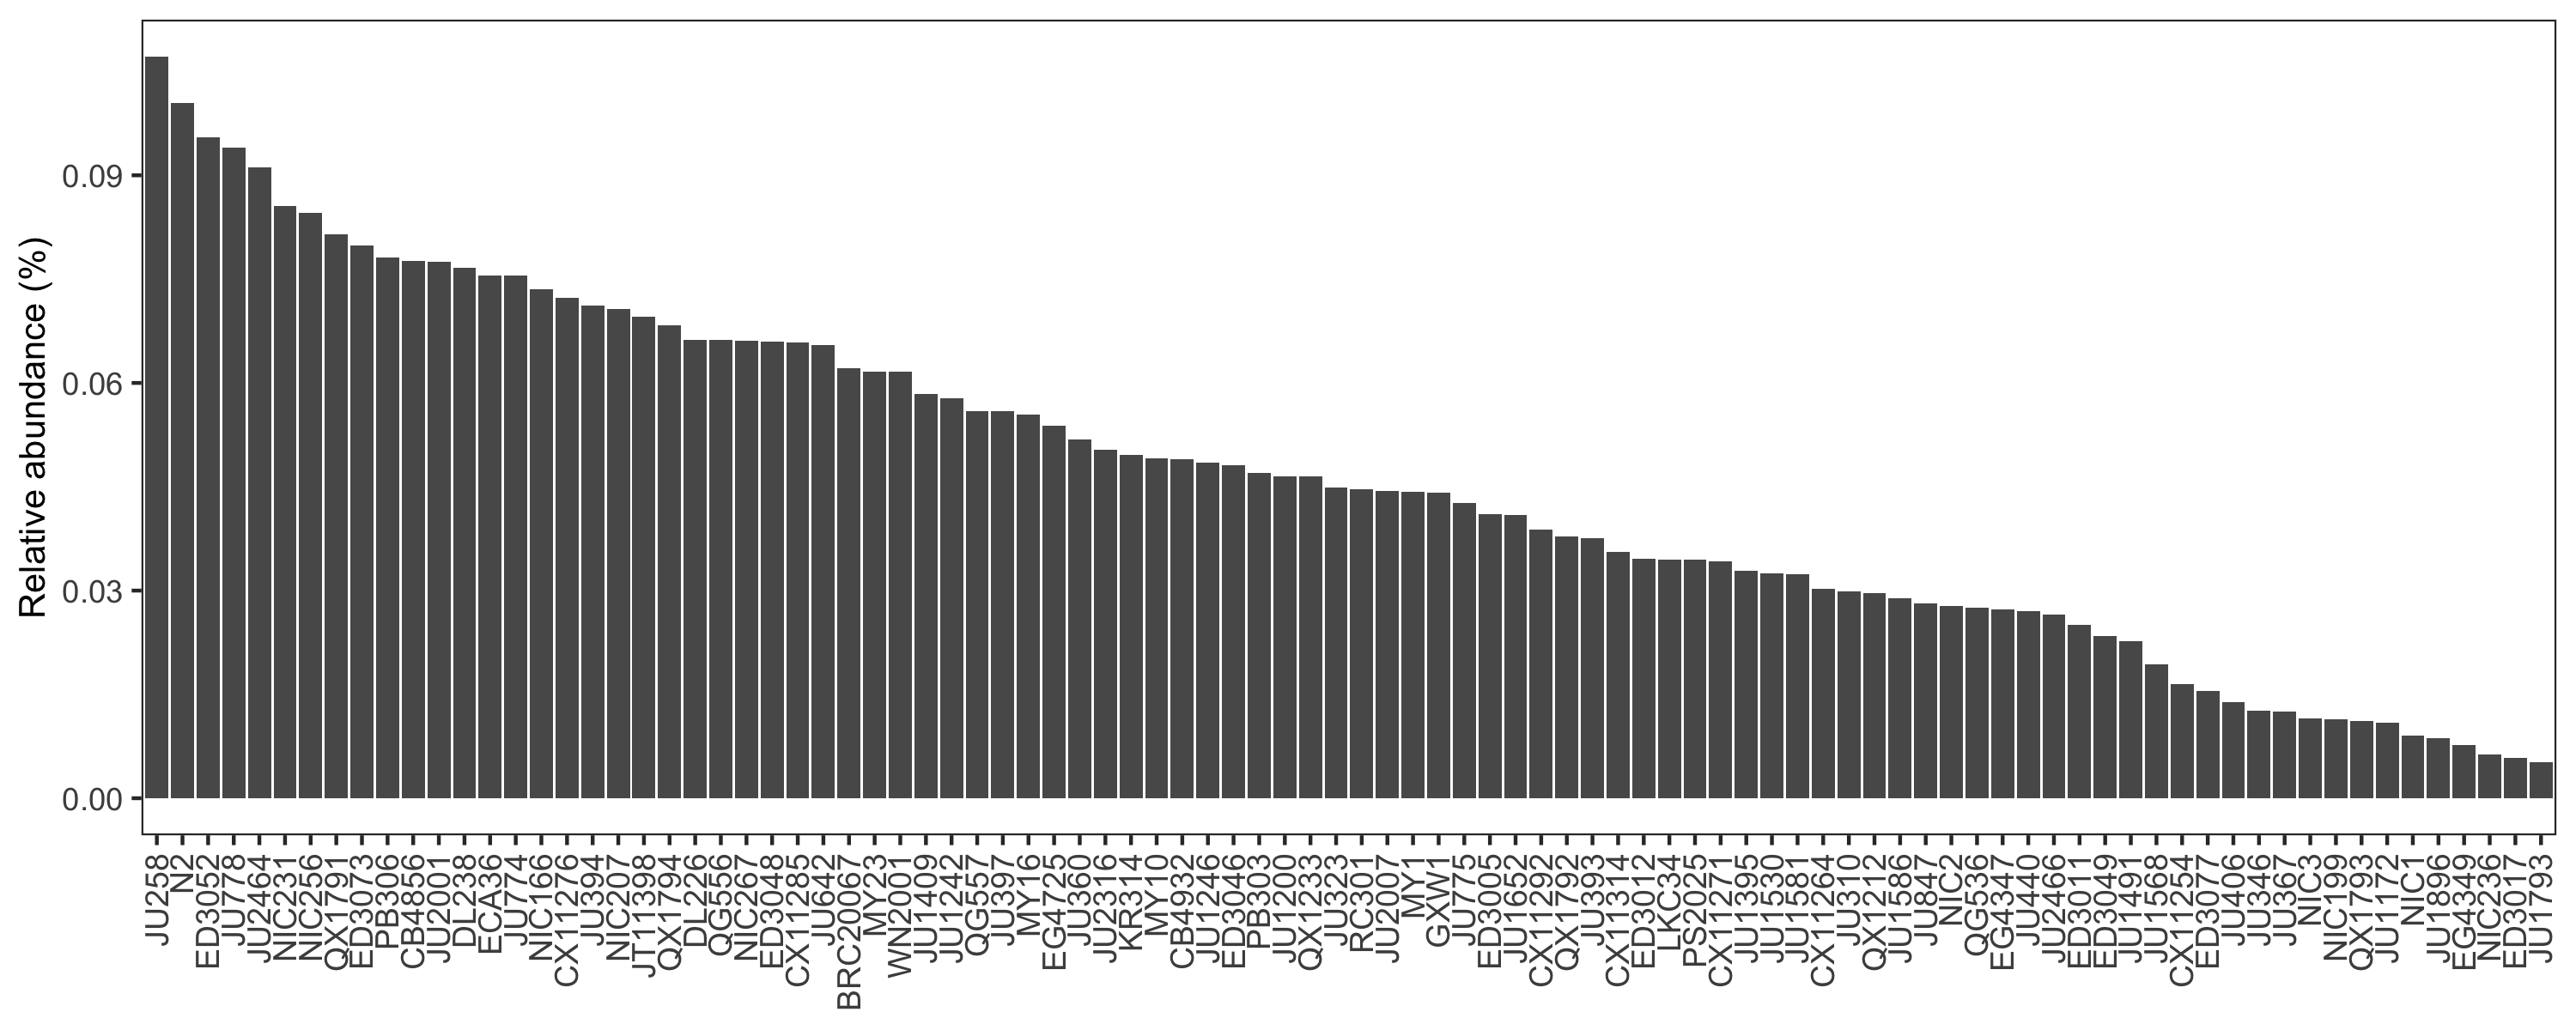 Relative abundance (%)
0.09
0.06
0.03
0.00
JU258
N2
ED3052
JU778
JU2464
NIC231
NIC256
QX1791
ED3073
PB306
CB4856
JU2001
DL238
ECA36
JU774
NIC166
CX11276
JU394
NIC207
JT11398
QX1794
DL226
QG556
NIC267
ED3048
CX11285
JU642
BRC20067
MY23
WN2001
JU1409
JU1242
QG557
JU397
MY16
EG4725
JU360
JU2316
KR314
MY10
CB4932
JU1246
ED3046
PB303
JU1200
QX1233
JU323
RC301
JU2007
MY1
GXW1
JU775
ED3005
JU1652
CX11292
QX1792
JU393
CX11314
ED3012
LKC34
PS2025
CX11271
JU1395
JU1530
JU1581
CX11264
JU310
QX1212
JU1586
JU847
NIC2
QG536
EG4347
JU440
JU2466
ED3011
ED3049
JU1491
JU1568
CX11254
ED3077
JU406
JU346
JU367
NIC3
NIC199
QX1793
JU1172
NIC1
JU1896
EG4349
NIC236
ED3017
JU1793